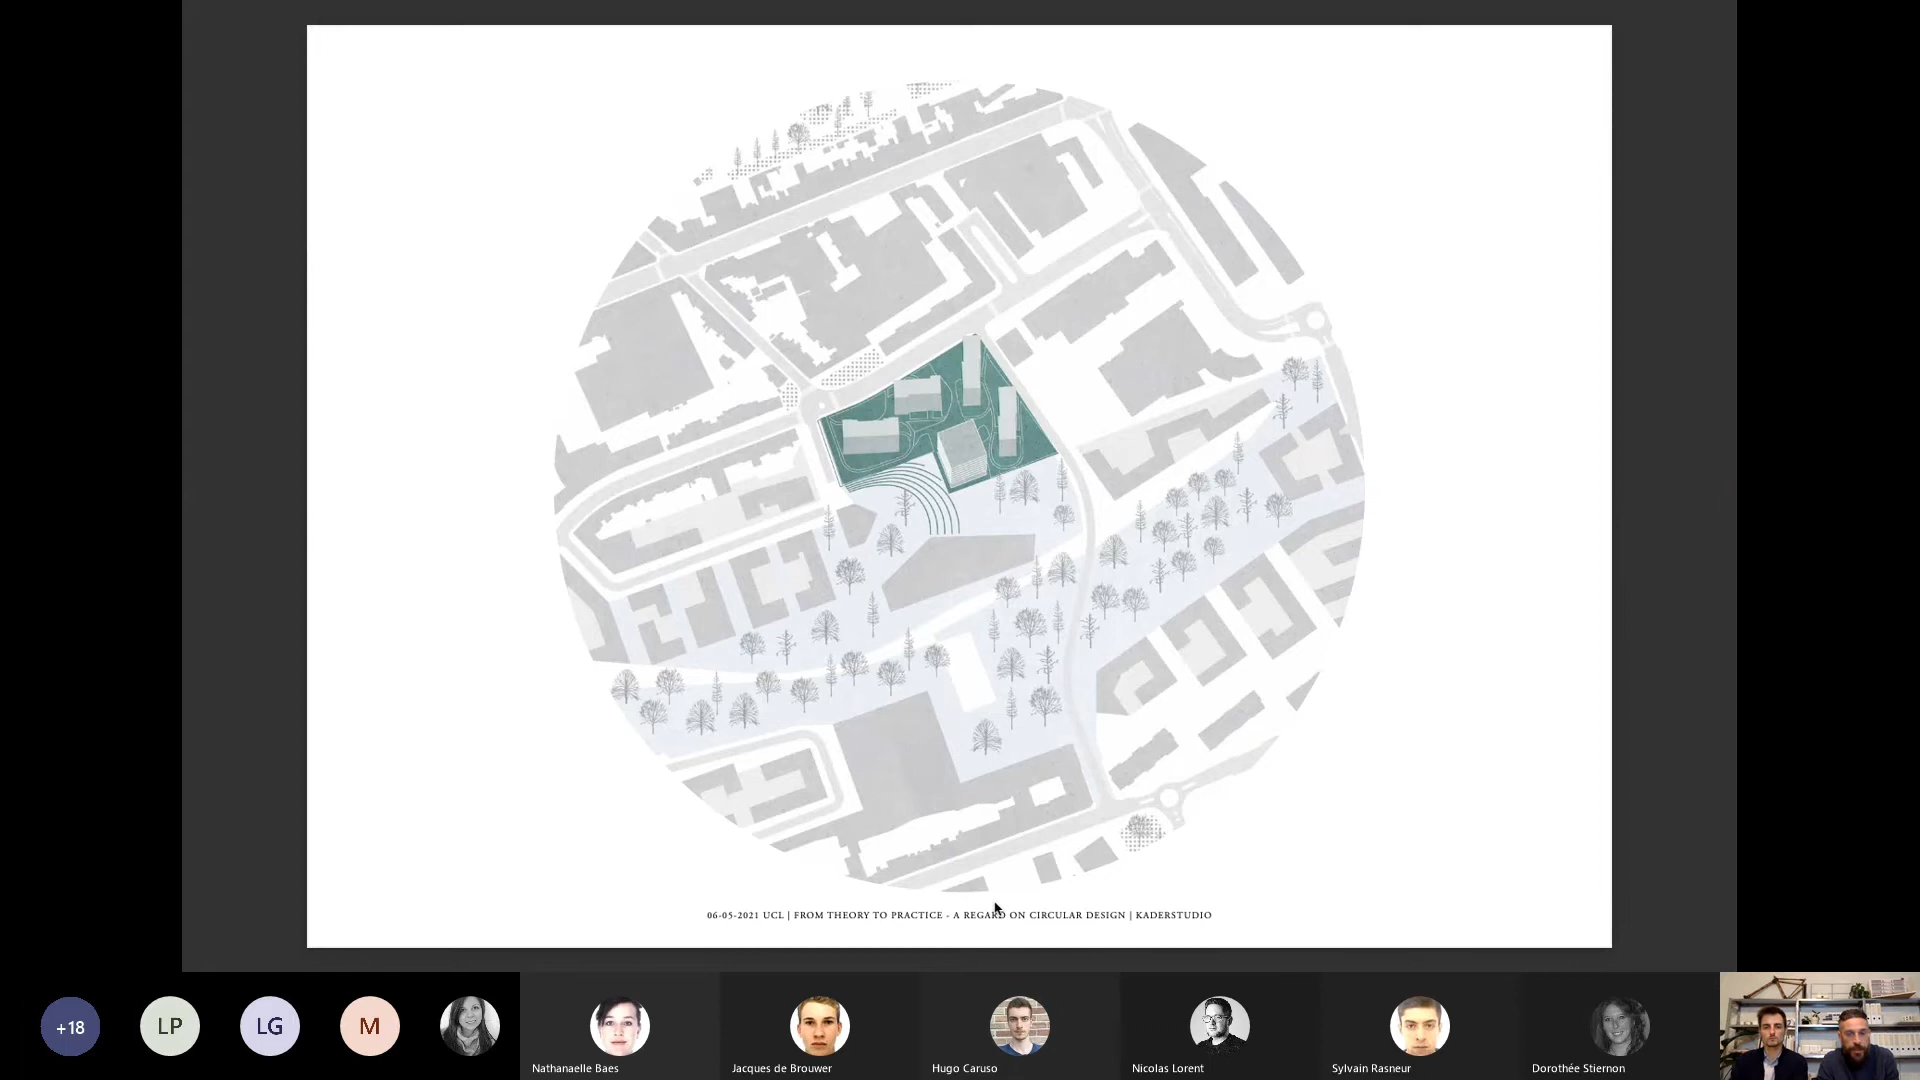 06-05-2021 UCL | FROM THEORY TO PRACTICE - A REGARD ON CIRCULAR DESIGN | KADERSTUDIO
+18
LP
LG
M
Nathanaelle Baes
Jacques de Brouwer
Hugo Caruso
Nicolas Lorent
Sylvain Rasneur
Dorothée Stiernon